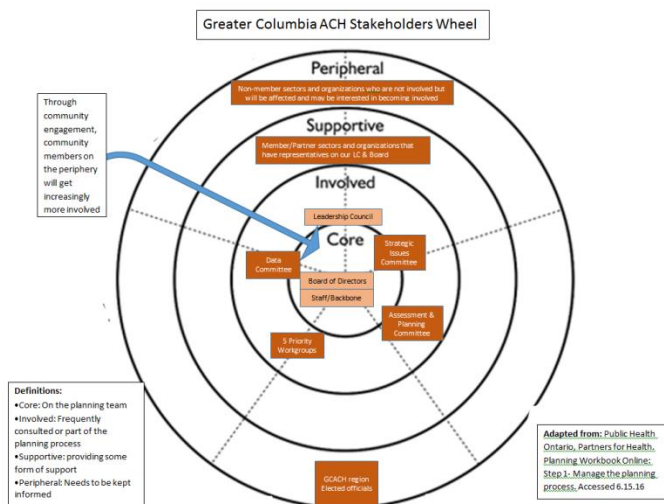 Greater Columbia ACH Stakeholders Wheel
Peripheral
Non-member sectors and organizations who are not involved but
will be affected and may be interested in becoming involved
Through
community
engagement,
community
members on
the periphery
will get
increasingly
more involved
Supportive
Member/Partner sectors and organizations that
have representatives on our LC & Board
Involved
Leadership Council
Core
Strategic
Issues
Committee
Data
Committee
Board of Directors
Staff/Backbone
Assessment &
Planning
Committee
5 Priority
Workgroups
Definitions:
•Core: On the planning team
•Involved: Frequently
consulted or part of the
planning process
•Supportive: providing some
form of support
•Peripheral: Needs to be kept
informed
GCACH region
Elected officials
Adapted from: Public Health
Ontario, Partners for Health.
Planning Workbook Online:
Step 1- Manage the planning
process. Accessed 6.15.16